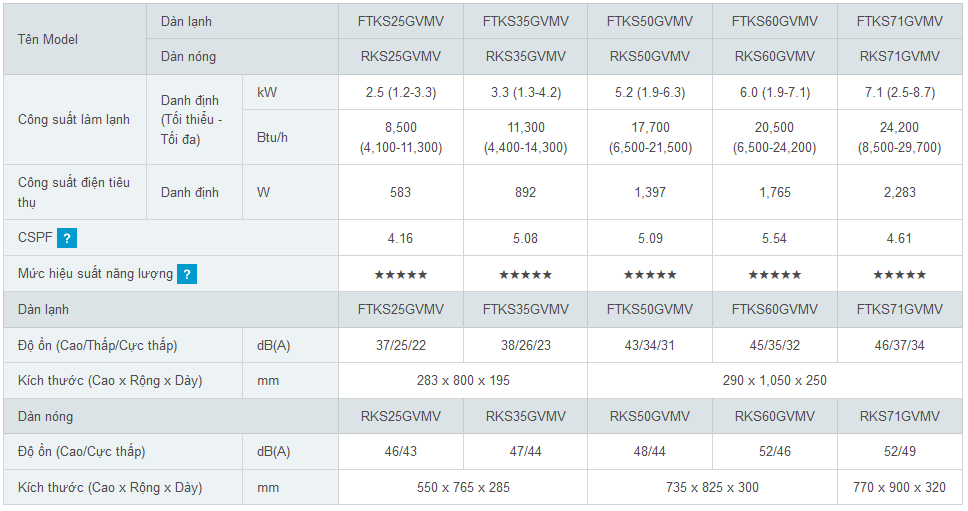 Tên Model Dàn lạnh FTKS25GVMV FTKS35GVMV FTKS50GVMV FTKS60GVMV FTKS71GVMV
Dàn nóng RKS25GVMV RKS35GVMV RKS50GVMV RKS60GVMV RKS71GVMV
Công suất làm lạnh Danh định (Tối thiểu - Tối đa) kW 2.5 (1.2-3.3) 3.3 (1.3-4.2) 5.2 (1.9-6.3) 6.0 (1.9-7.1) 7.1 (2.5-8.7)
Btu/h 8,500 (4,100-11,300) 11,300 (4,400-14,300) 17,700 (6,500-21,500) 20,500 (6,500-24,200) 24,200 (8,500-29,700)
Công suất điện tiêu thụ Danh định W 583 892 1,397 1,765 2,283
CSPF ? 4.16 5.08 5.09 5.54 4.61
Mức hiệu suất năng lượng ? ★★★★★ ★★★★★ ★★★★★ ★★★★★ ★★★★★
Dàn lạnh FTKS25GVMV FTKS35GVMV FTKS50GVMV FTKS60GVMV FTKS71GVMV
Độ ồn (Cao/Thấp/Cực thấp) dB(A) 37/25/22 38/26/23 43/34/31 45/35/32 46/37/34
Kích thước (Cao x Rộng x Dày) mm 283 x 800 x 195 290 x 1,050 x 250
Dàn nóng RKS25GVMV RKS35GVMV RKS50GVMV RKS60GVMV RKS71GVMV
Độ ồn (Cao/Cực thấp) dB(A) 46/43 47/44 48/44 52/46 52/49
Kích thước (Cao x Rộng x Dày) mm 550 x 765 x 285 735 x 825 x 300 770 x 900 x 320